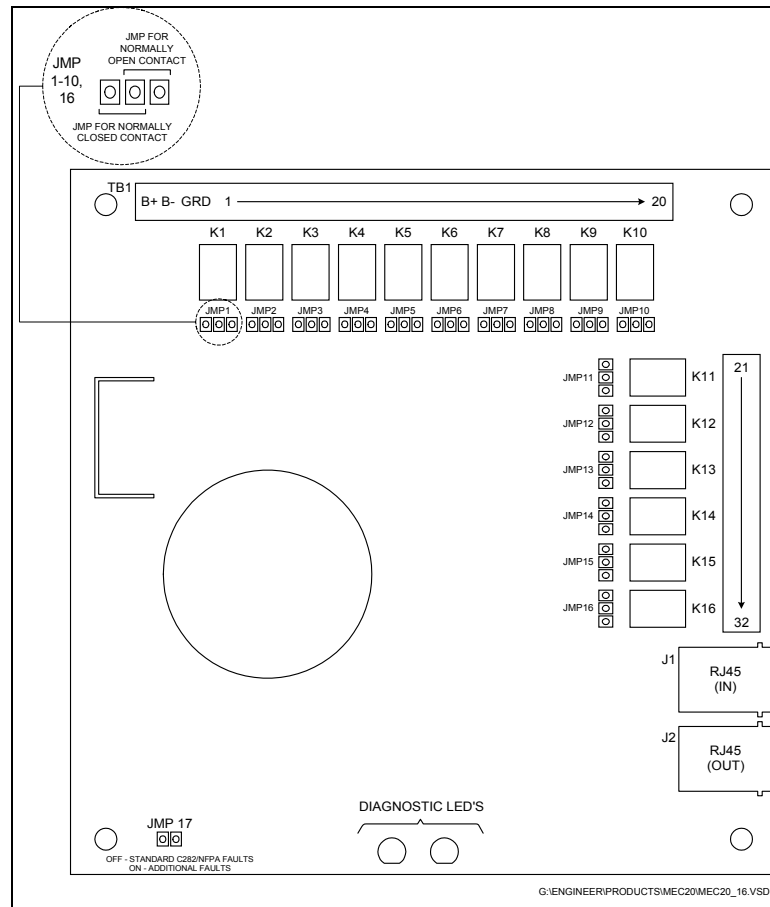 JMP FOR
NORMALLY
OPEN CONTACT
JMP
1-10,
16
JMP FOR NORMALLY
CLOSED CONTACT
TB1
B+ B- GRD 1 20
K1 K2 K3 K4 K5 K6 K7 K8 K9 K10
JMP1 JMP2 JMP3 JMP4 JMP5 JMP6 JMP7 JMP8 JMP9 JMP10
JMP11 K11 21
JMP12 K12
JMP13 K13
JMP14 K14
JMP15 K15
JMP16 K16 32
J1
RJ45
(IN)
J2
RJ45
(OUT)
DIAGNOSTIC LED'S
JMP 17
OFF - STANDARD C282/NFPA FAULTS
ON - ADDITIONAL FAULTS
G:\ENGINEER\PRODUCTS\MEC20\MEC20_16.VSD